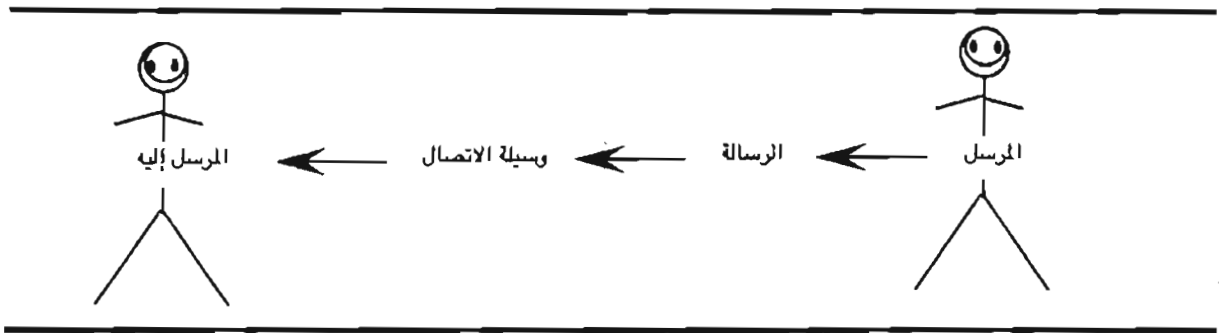 المرسل
الرسالة
وسيلة الاتصال
المرسل إليه